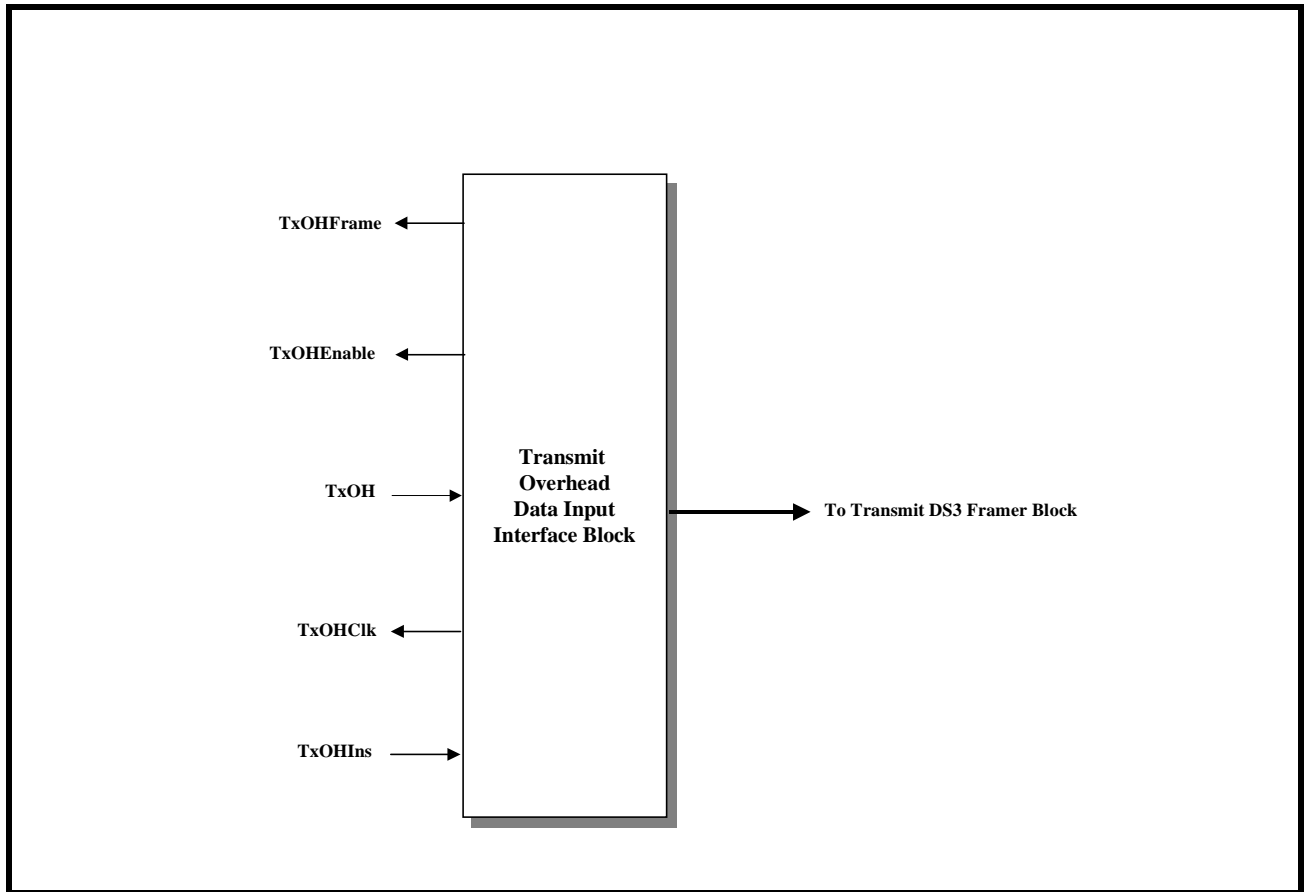 TxOHFrame
TxOHEnable
TxOH
TxOHClk
TxOHIns
Transmit
Overhead
Data Input
Interface Block
To Transmit DS3 Framer Block